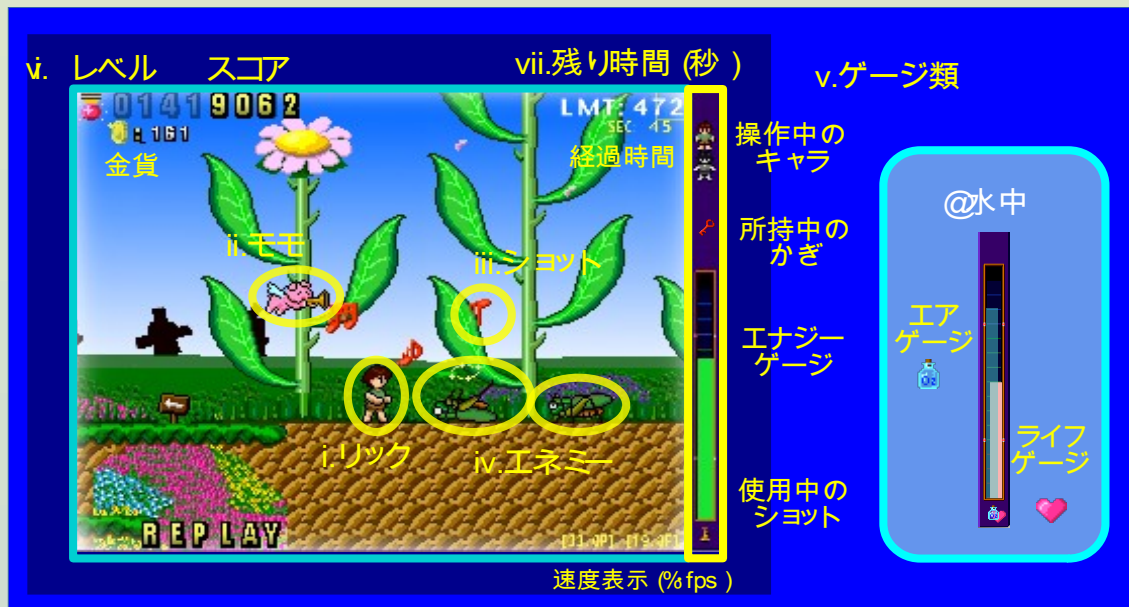 vi. レベル スコア
vii.残り時間 (秒)
v.ゲージ類
01419062
LMT: 472
: 161
SEC 45
金貨
経過時間
操作中の
キャラ
@水中
ii.モモ
iii.ショット
所持中の
かぎ
エナジー
ゲージ
エア
ゲージ
O2
i.リック
iv.エネミー
ライフ
ゲージ
使用中の
ショット
REPLAY
速度表示 (% fps)